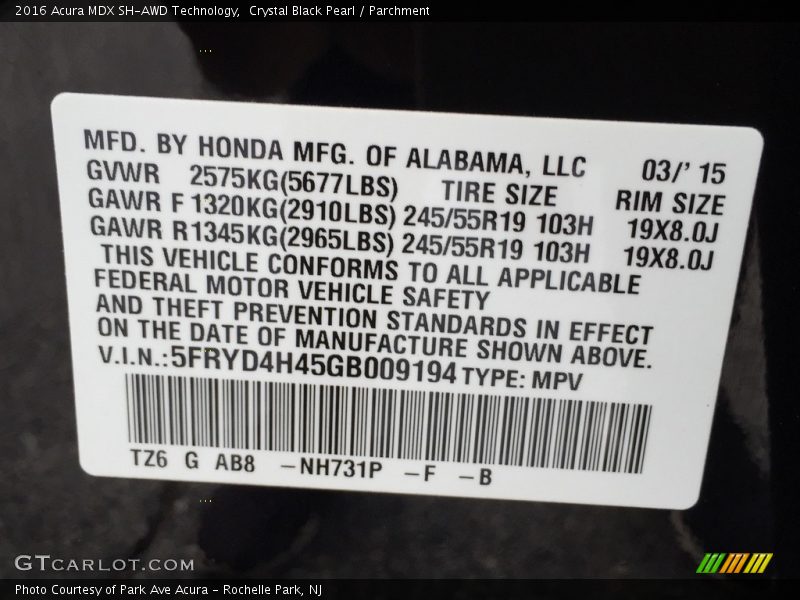 2016 Acura MDX SH-AWD Technology, Crystal Black Pearl / Parchment
MFD. BY HONDA MFG. OF ALABAMA, LLC 03/' 15
GVWR 2575KG(5677LBS) TIRE SIZE RIM SIZE
GAWR F 1320KG(2910LBS) 245/55R19 103H 19X8.0J
GAWR R1345KG(2965LBS) 245/55R19 103H 19X8.0J
THIS VEHICLE CONFORMS TO ALL APPLICABLE
FEDERAL MOTOR VEHICLE SAFETY
AND THEFT PREVENTION STANDARDS IN EFFECT
ON THE DATE OF MANUFACTURE SHOWN ABOVE.
V.I.N.:5FRYD4H45GB009194 TYPE: MPV
TZ6 G AB8 -NH731P -F -B
GTcarlot.com
Photo Courtesy of Park Ave Acura - Rochelle Park, NJ